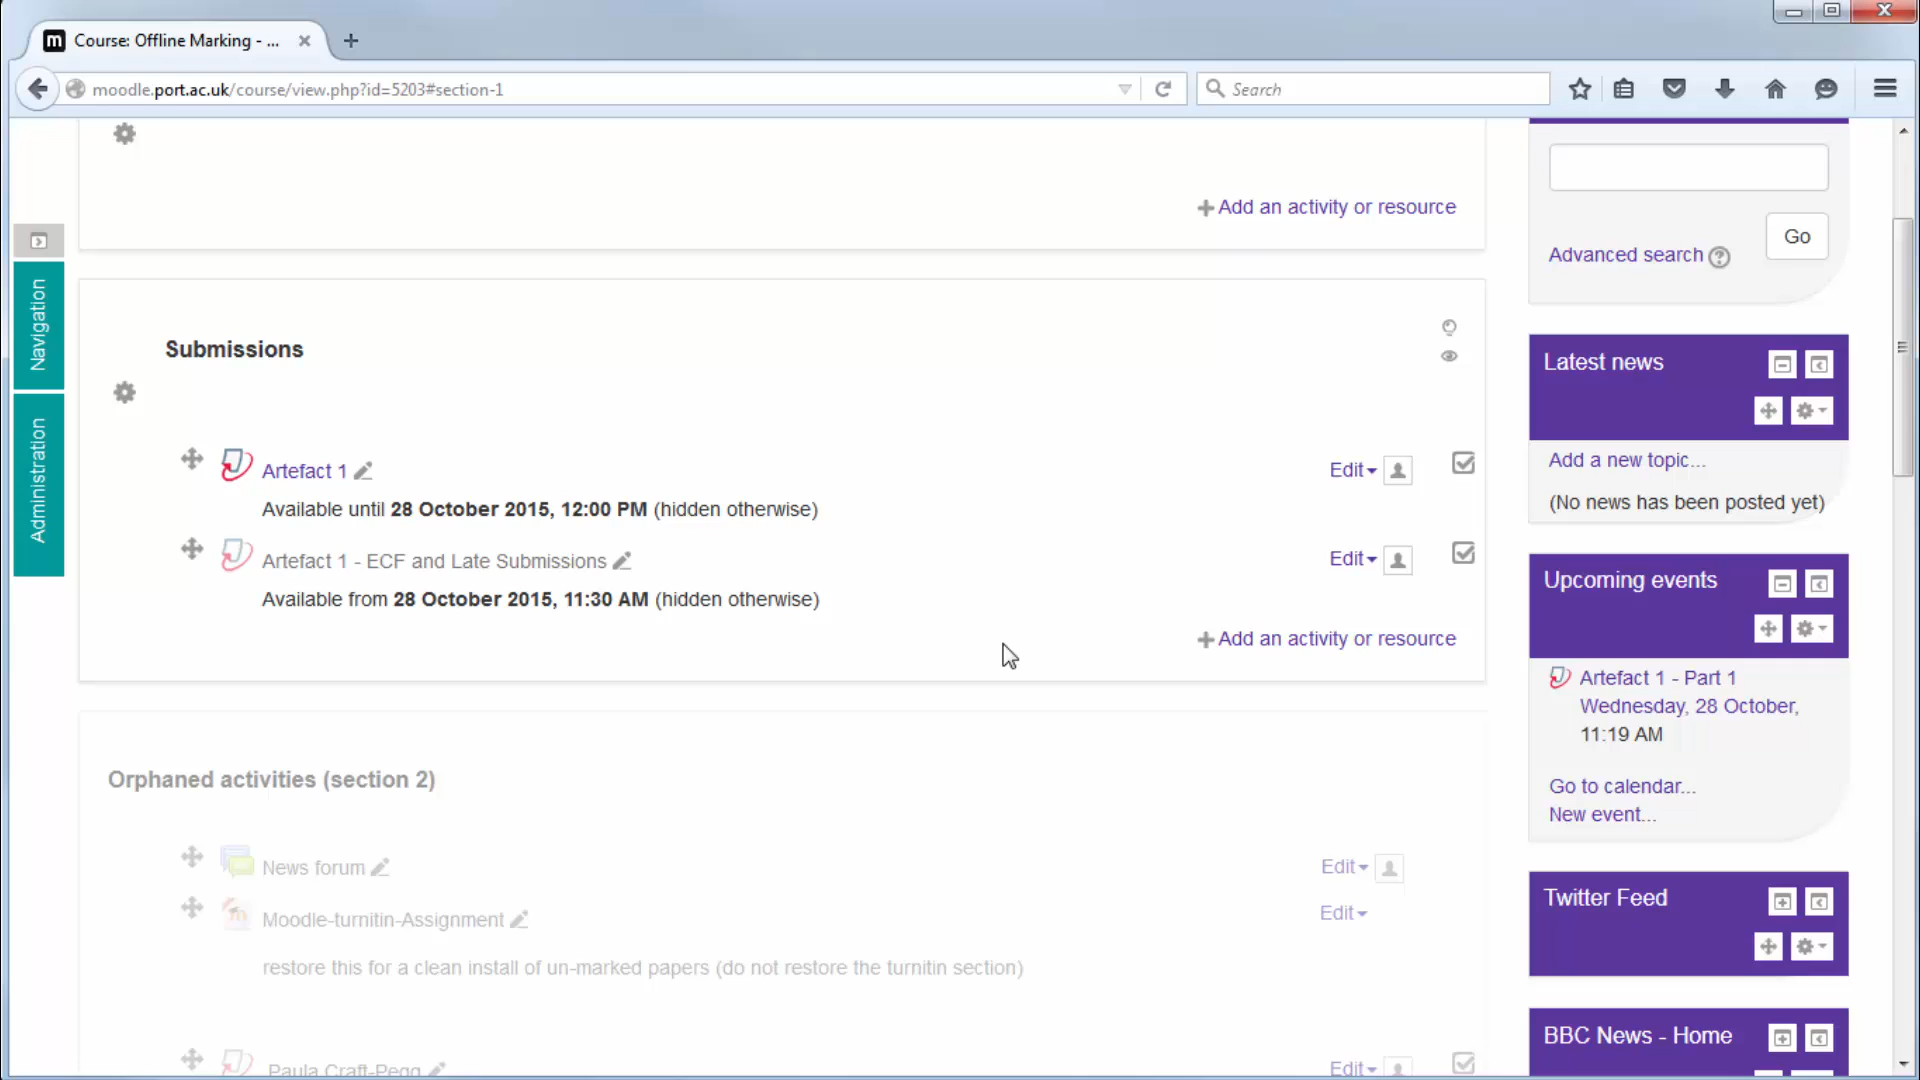 Course: Offline Marking - ...
moodle.port.ac.uk/course/view.php?id=5203#section-1
Search
Add an activity or resource
Go
Advanced search
Navigation
Administration
Submissions
Artefact 1
Edit
Available until 28 October 2015, 12:00 PM (hidden otherwise)
Artefact 1 - ECF and Late Submissions
Edit
Available from 28 October 2015, 11:30 AM (hidden otherwise)
Add an activity or resource
Orphaned activities (section 2)
News forum
Edit
Moodle-turnitin-Assignment
Edit
restore this for a clean install of un-marked papers (do not restore the turnitin section)
Paula Craft-Pegg
Edit
Latest news
Add a new topic...
(No news has been posted yet)
Upcoming events
Artefact 1 - Part 1
Wednesday, 28 October,
11:19 AM
Go to calendar...
New event...
Twitter Feed
BBC News - Home